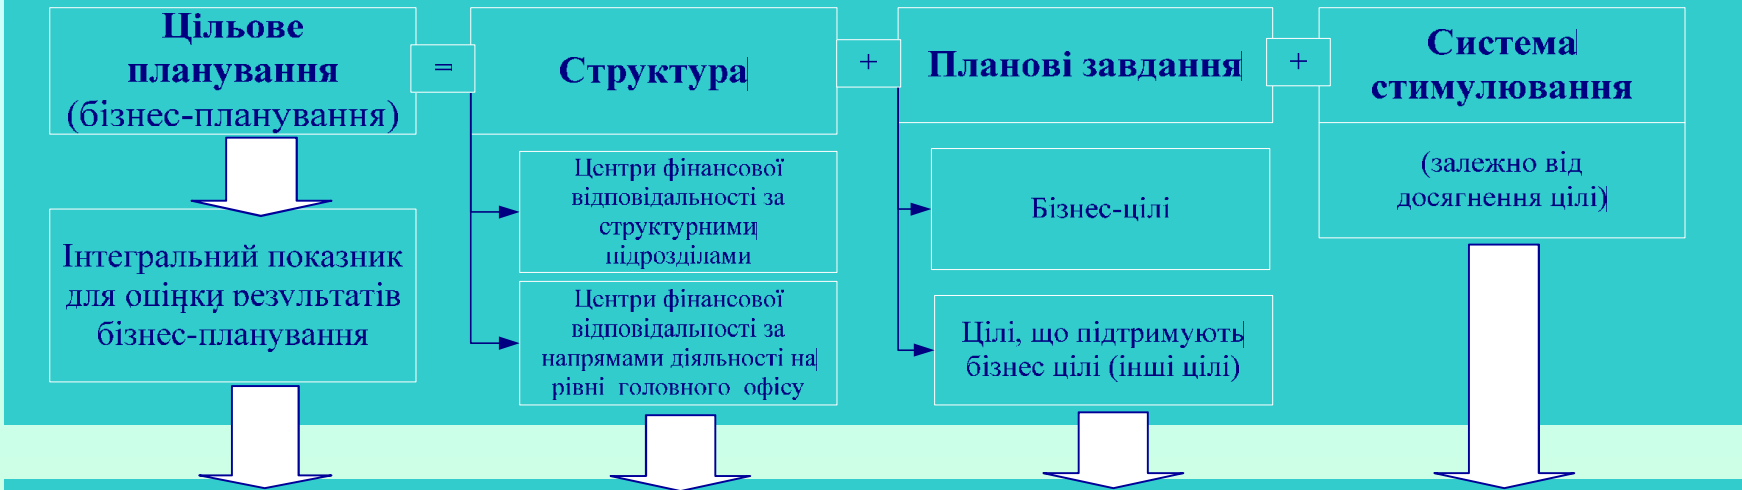 Цільове
планування
(бізнес-планування)
=
Структура
+
Планові завдання
+
Система
стимулювання
(залежно від
досягнення цілі)
Інтегральний показник
для оцінки результатів
бізнес-планування
Центри фінансової
відповідальності за
структурними
підрозділами
Центри фінансової
відповідальності за
напрямами діяльності на
рівні головного офісу
Бізнес-цілі
Цілі, що підтримують
бізнес цілі (інші цілі)